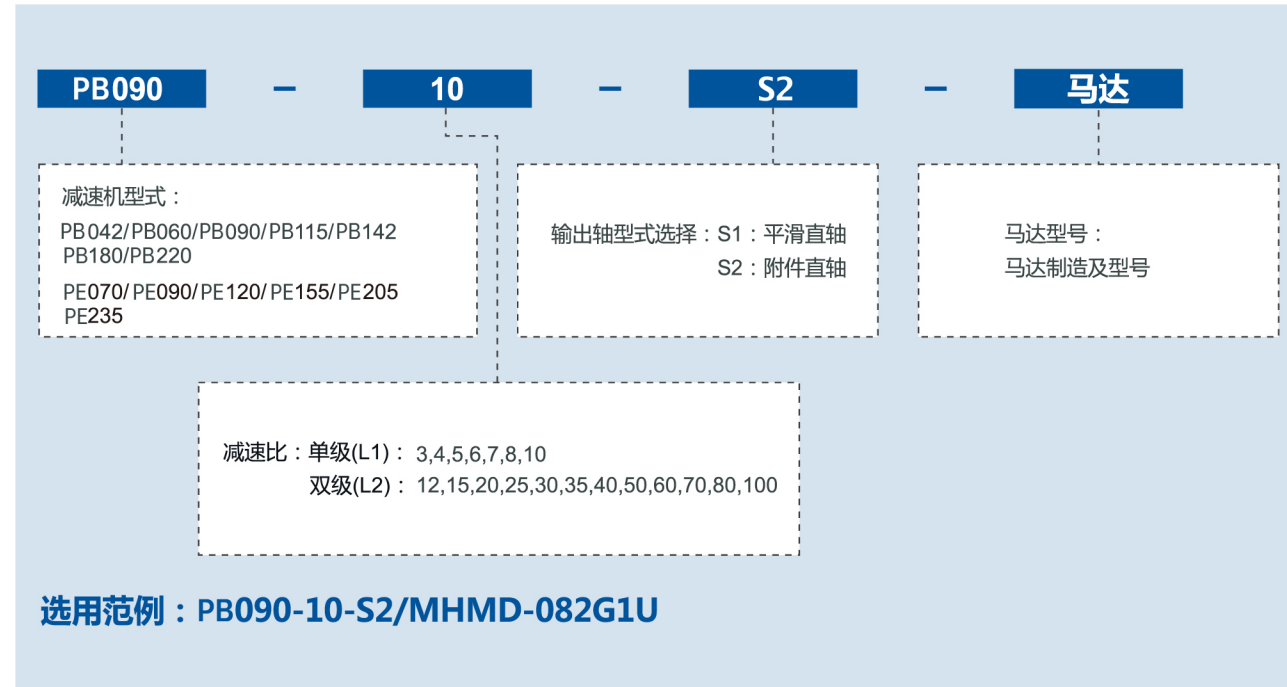 PB090 – 10 – S2 – 马达
减速机型式：
PB042/PB060/PB090/PB115/PB142
PB180/PB220
PE070/PE090/PE120/PE155/PE205
PE235
输出轴型式选择：S1：平滑直轴
S2：附件直轴
马达型号：
马达制造及型号
减速比：单级(L1)：3,4,5,6,7,8,10
双级(L2)：12,15,20,25,30,35,40,50,60,70,80,100
选用范例：PB090-10-S2/MHMD-082G1U